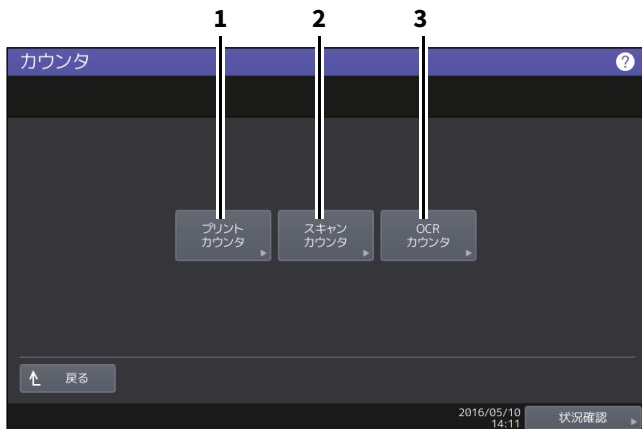 1 2 3
カウンタ ?
プリント
カウンタ
スキャン
カウンタ
OCR
カウンタ
戻る
2016/05/10
14:11
状況確認